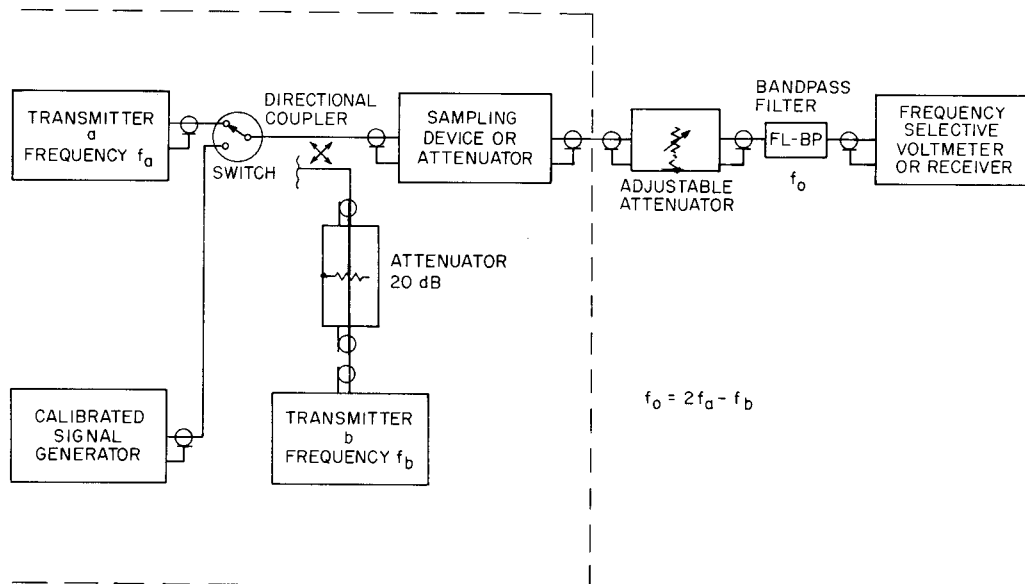 TRANSMITTER
a
FREQUENCY fa
DIRECTIONAL
COUPLER
SWITCH
SAMPLING
DEVICE OR
ATTENUATOR
ADJUSTABLE
ATTENUATOR
BANDPASS
FILTER
FL-BP
fo
FREQUENCY
SELECTIVE
VOLTMETER
OR RECEIVER
ATTENUATOR
20 dB
CALIBRATED
SIGNAL
GENERATOR
TRANSMITTER
b
FREQUENCY fb
fo = 2fa - fb